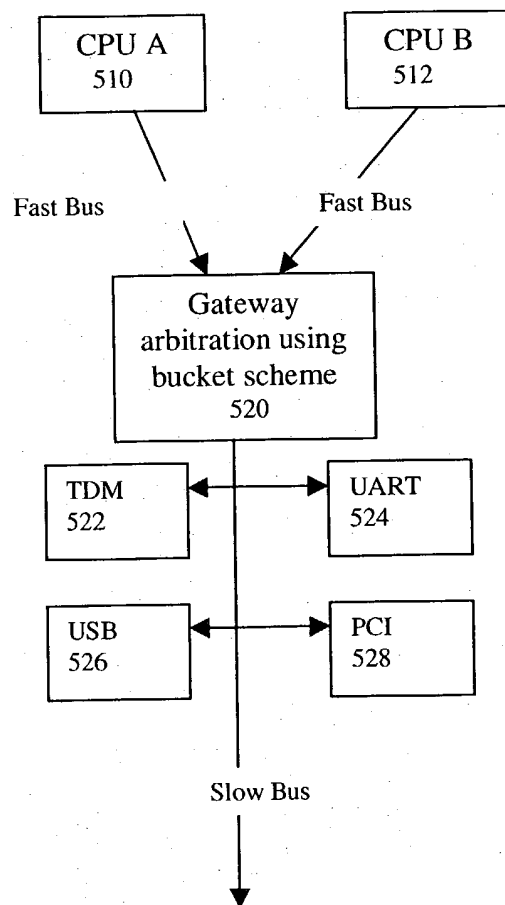 CPU A
510
CPU B
512
Fast Bus
Fast Bus
Gateway
arbitration using
bucket scheme
520
TDM
522
UART
524
USB
526
PCI
528
Slow Bus